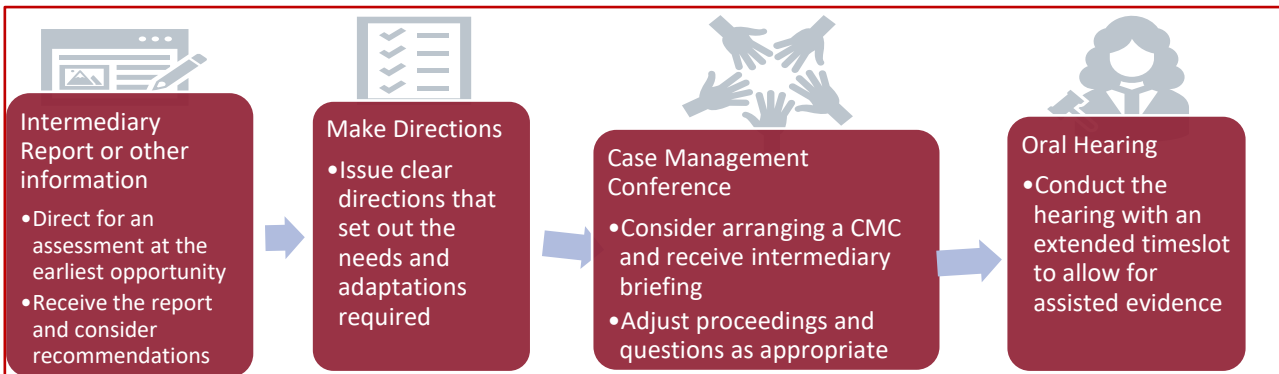 Intermediary
Report or other
information
•Direct for an
assessment at the
earliest opportunity
•Receive the report
and consider
recommendations
Make Directions
•Issue clear
directions that
set out the
needs and
adaptations
required
Case Management
Conference
•Consider arranging a CMC
and receive intermediary
briefing
•Adjust proceedings and
questions as appropriate
Oral Hearing
•Conduct the
hearing with an
extended timeslot
to allow for
assisted evidence